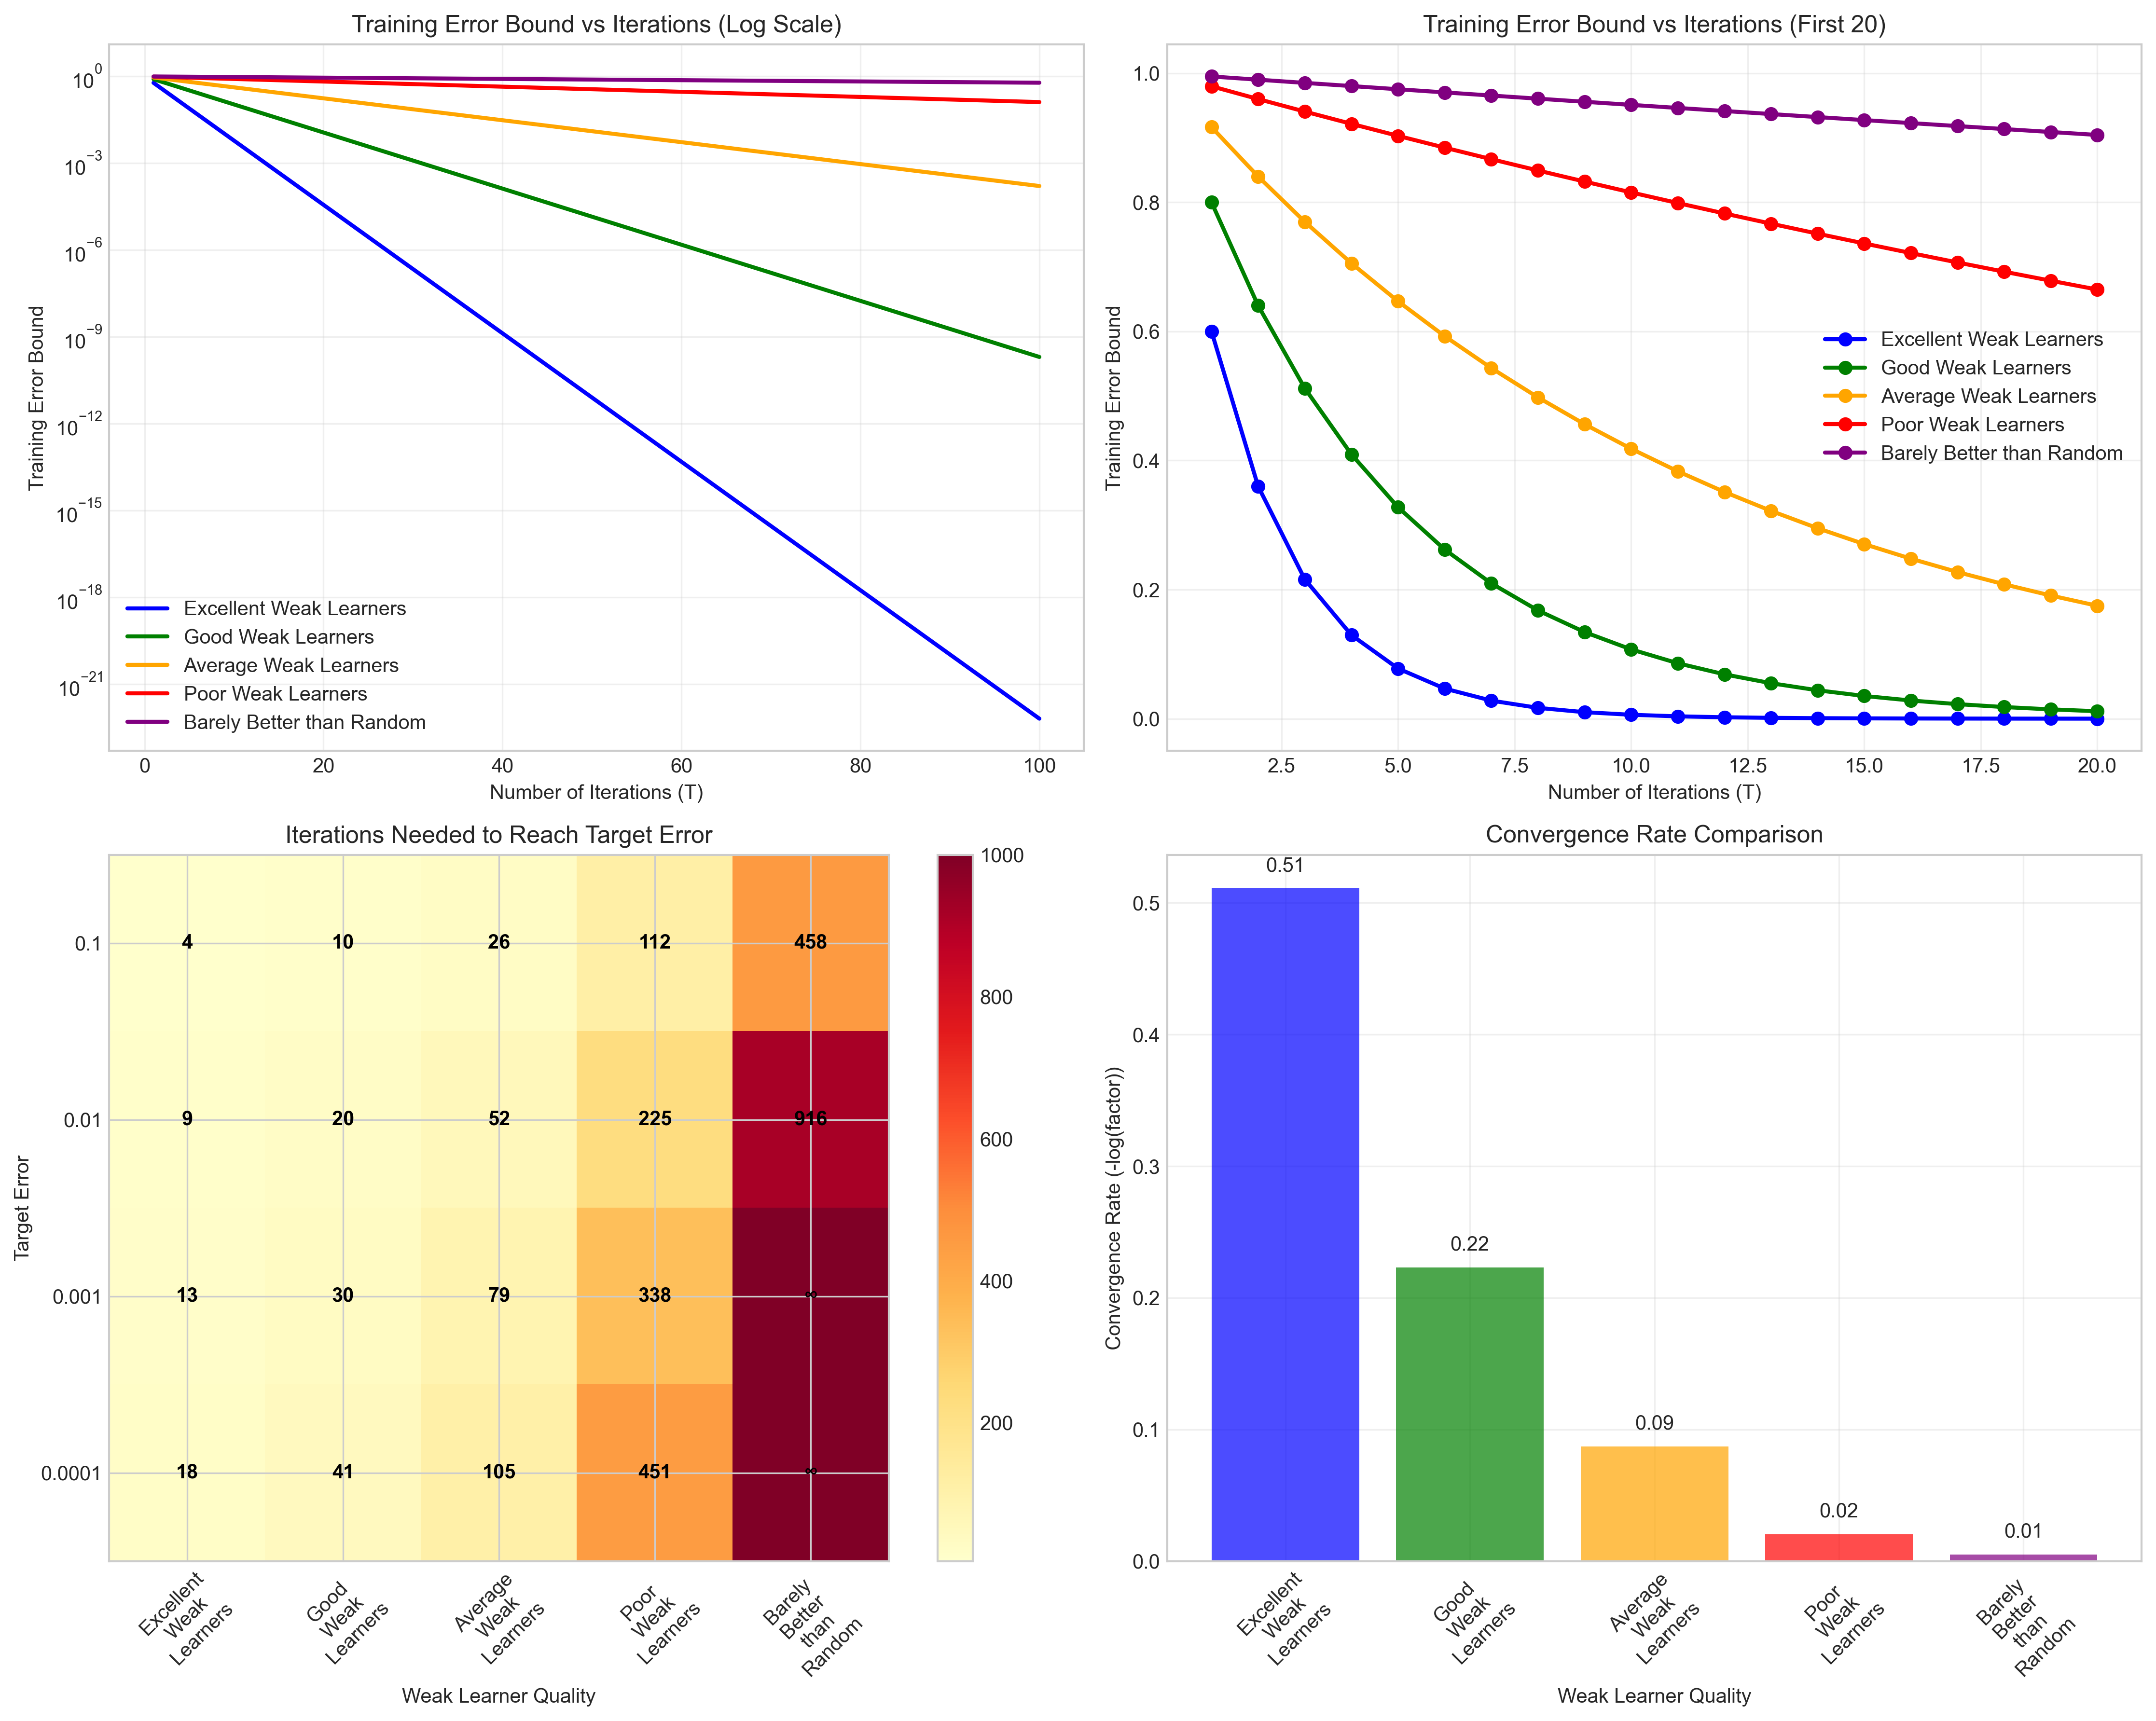 Training Error Bound vs Iterations (Log Scale)
Training Error Bound
10^0
10^−3
10^−6
10^−9
10^−12
10^−15
10^−18
10^−21
Excellent Weak Learners
Good Weak Learners
Average Weak Learners
Poor Weak Learners
Barely Better than Random
0 20 40 60 80 100
Number of Iterations (T)
Training Error Bound vs Iterations (First 20)
Training Error Bound
1.0
0.8
0.6
0.4
0.2
0.0
Excellent Weak Learners
Good Weak Learners
Average Weak Learners
Poor Weak Learners
Barely Better than Random
2.5 5.0 7.5 10.0 12.5 15.0 17.5 20.0
Number of Iterations (T)
Iterations Needed to Reach Target Error
Target Error
0.1 4 10 26 112 458
0.01 9 20 52 225 916
0.001 13 30 79 338 ∞
0.0001 18 41 105 451 ∞
Excellent
Weak
Learners
Good
Weak
Learners
Average
Weak
Learners
Poor
Weak
Learners
Barely
Better
than
Random
Weak Learner Quality
1000
800
600
400
200
Convergence Rate Comparison
Convergence Rate (-log(factor))
0.5
0.4
0.3
0.2
0.1
0.0
0.51
0.22
0.09
0.02
0.01
Excellent
Weak
Learners
Good
Weak
Learners
Average
Weak
Learners
Poor
Weak
Learners
Barely
Better
than
Random
Weak Learner Quality